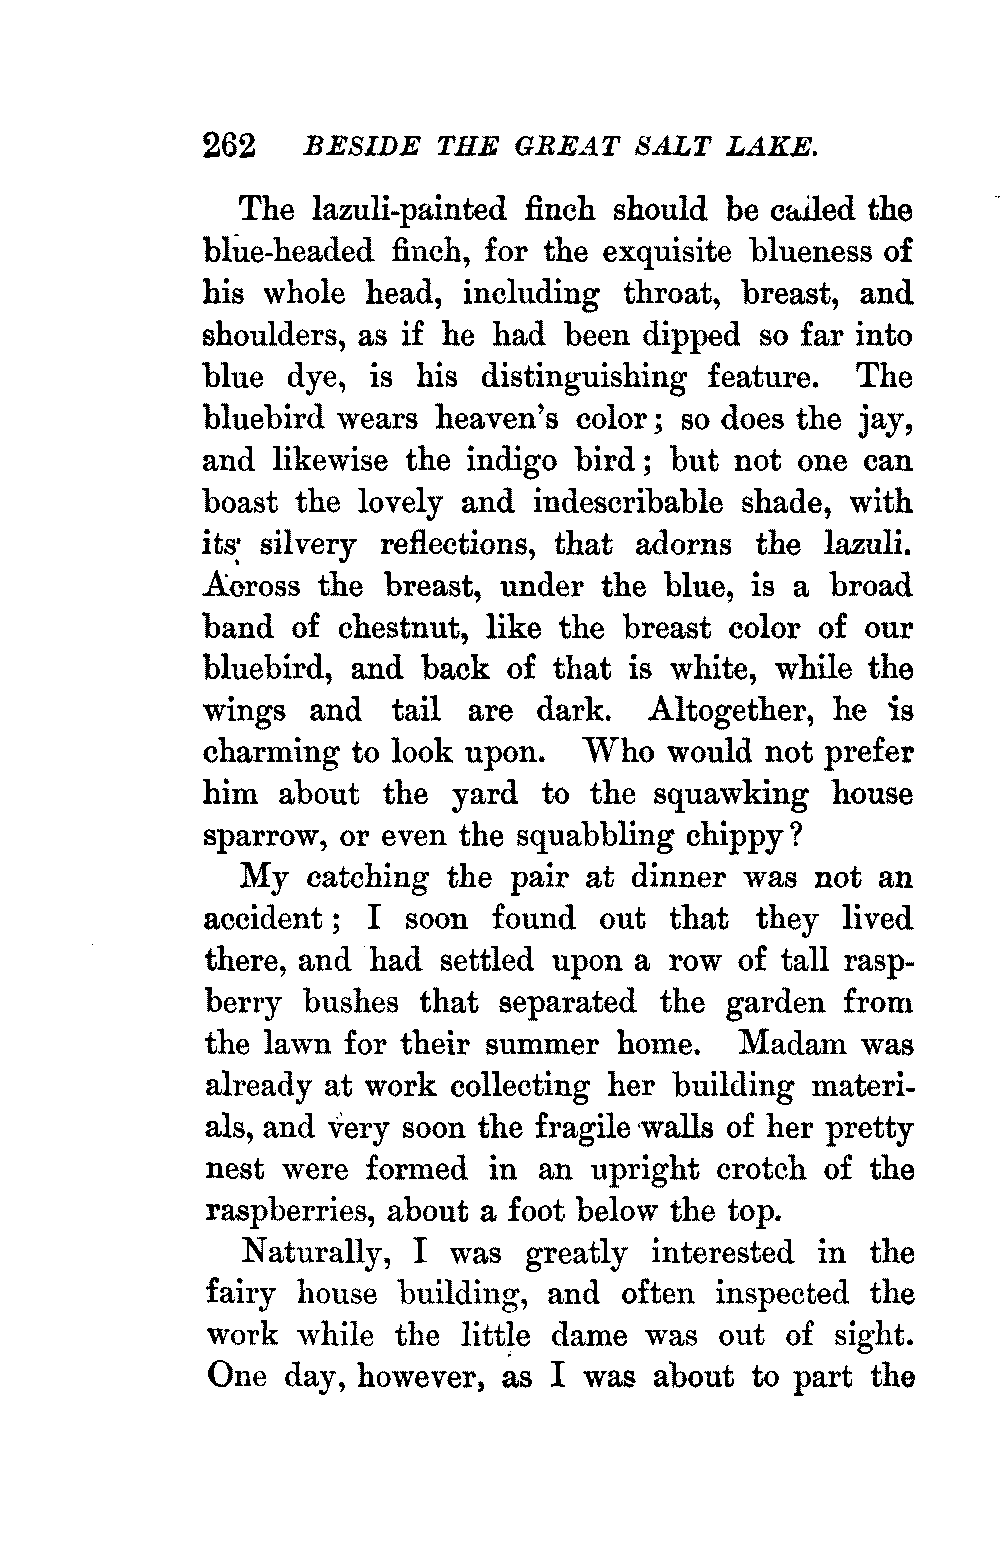 262 BESIDE THE GREAT SALT LAKE.
The lazuli-painted finch should be called the
blue-headed finch, for the exquisite blueness of
his whole head, including throat, breast, and
shoulders, as if he had been dipped so far into
blue dye, is his distinguishing feature. The
bluebird wears heaven's color; so does the jay,
and likewise the indigo bird; but not one can
boast the lovely and indescribable shade, with
its silvery reflections, that adorns the lazuli.
Across the breast, under the blue, is a broad
band of chestnut, like the breast color of our
bluebird, and back of that is white, while the
wings and tail are dark. Altogether, he is
charming to look upon. Who would not prefer
him about the yard to the squawking house
sparrow, or even the squabbling chippy?
My catching the pair at dinner was not an
accident; I soon found out that they lived
there, and had settled upon a row of tall rasp-
berry bushes that separated the garden from
the lawn for their summer home. Madam was
already at work collecting her building materi-
als, and very soon the fragile walls of her pretty
nest were formed in an upright crotch of the
raspberries, about a foot below the top.
Naturally, I was greatly interested in the
fairy house building, and often inspected the
work while the little dame was out of sight.
One day, however, as I was about to part the